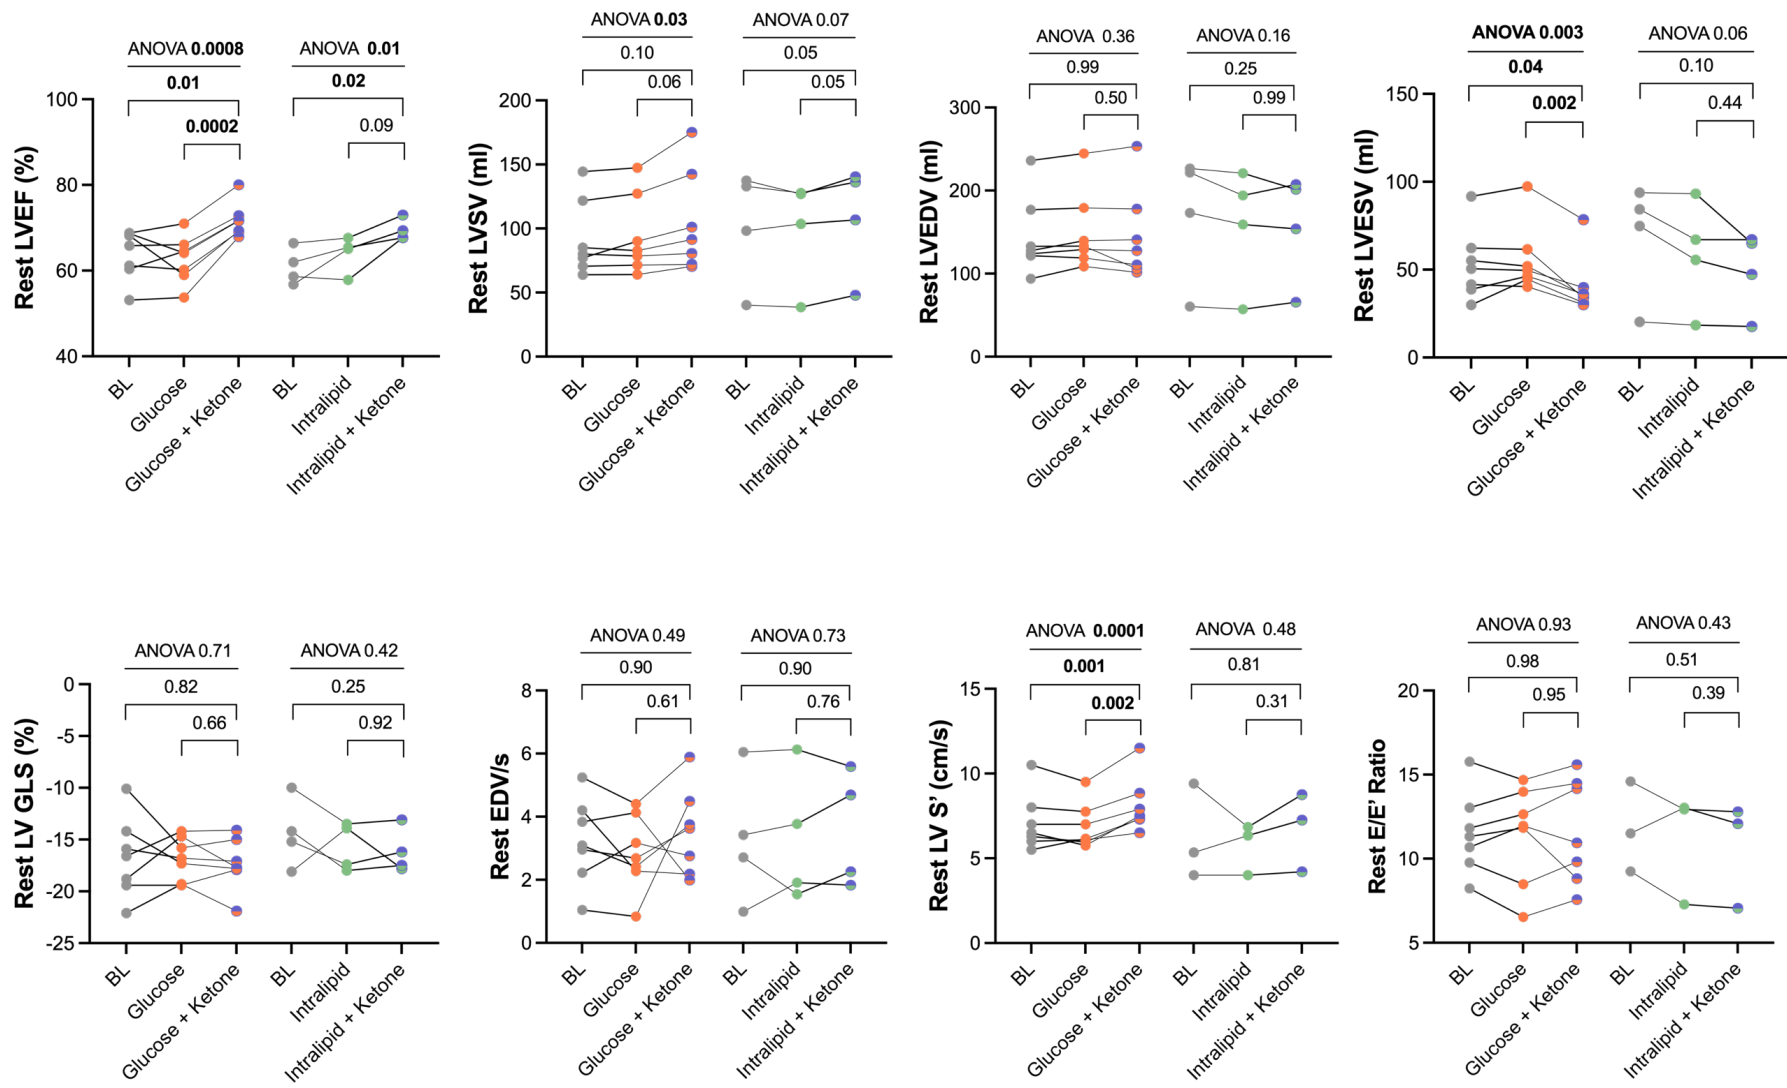 ANOVA 0.0008
ANOVA 0.01
0.01
0.02
0.0002
0.09
Rest LVEF (%)
100
80
60
40
BL
Glucose
Glucose + Ketone
BL
Intralipid
Intralipid + Ketone
ANOVA 0.03
ANOVA 0.07
0.10
0.05
0.06
0.05
Rest LVSV (ml)
200
150
100
50
0
BL
Glucose
Glucose + Ketone
BL
Intralipid
Intralipid + Ketone
ANOVA 0.36
ANOVA 0.16
0.99
0.25
0.50
0.99
Rest LVEDV (ml)
300
200
100
0
BL
Glucose
Glucose + Ketone
BL
Intralipid
Intralipid + Ketone
ANOVA 0.003
ANOVA 0.06
0.04
0.10
0.002
0.44
Rest LVESV (ml)
150
100
50
0
BL
Glucose
Glucose + Ketone
BL
Intralipid
Intralipid + Ketone
ANOVA 0.71
ANOVA 0.42
0.82
0.25
0.66
0.92
Rest LV GLS (%)
0
-5
-10
-15
-20
-25
BL
Glucose
Glucose + Ketone
BL
Intralipid
Intralipid + Ketone
ANOVA 0.49
ANOVA 0.73
0.90
0.90
0.61
0.76
Rest EDV/s
8
6
4
2
0
BL
Glucose
Glucose + Ketone
BL
Intralipid
Intralipid + Ketone
ANOVA 0.0001
ANOVA 0.48
0.001
0.81
0.002
0.31
Rest LV S’ (cm/s)
15
10
5
0
BL
Glucose
Glucose + Ketone
BL
Intralipid
Intralipid + Ketone
ANOVA 0.93
ANOVA 0.43
0.98
0.51
0.95
0.39
Rest E/E’ Ratio
20
15
10
5
BL
Glucose
Glucose + Ketone
BL
Intralipid
Intralipid + Ketone